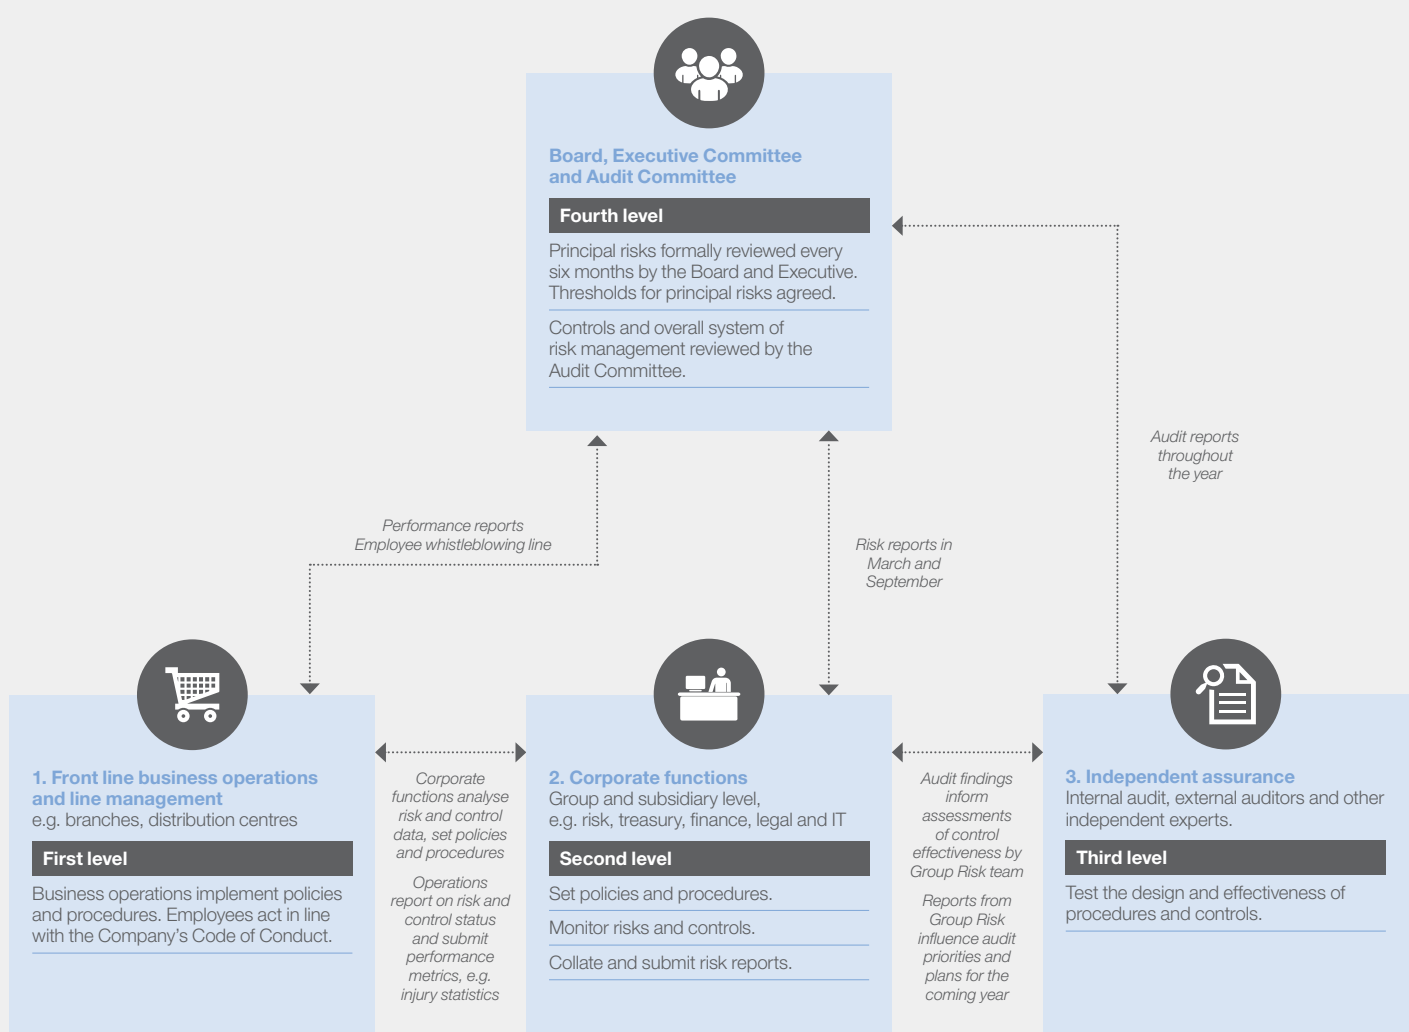 Board, Executive Committee
and Audit Committee
Fourth level
Principal risks formally reviewed every
six months by the Board and Executive.
Thresholds for principal risks agreed.
Controls and overall system of
risk management reviewed by the
Audit Committee.
Audit reports
throughout
the year
Performance reports
Employee whistleblowing line
Risk reports in
March and
September
1. Front line business operations
and line management
e.g. branches, distribution centres
First level
Business operations implement policies
and procedures. Employees act in line
with the Company’s Code of Conduct.
Corporate
functions analyse
risk and control
data, set policies
and procedures
Operations
report on risk and
control status
and submit
performance
metrics, e.g.
injury statistics
2. Corporate functions
Group and subsidiary level,
e.g. risk, treasury, finance, legal and IT
Second level
Set policies and procedures.
Monitor risks and controls.
Collate and submit risk reports.
Audit findings
inform
assessments
of control
effectiveness by
Group Risk team
Reports from
Group Risk
influence audit
priorities and
plans for the
coming year
3. Independent assurance
Internal audit, external auditors and other
independent experts.
Third level
Test the design and effectiveness of
procedures and controls.